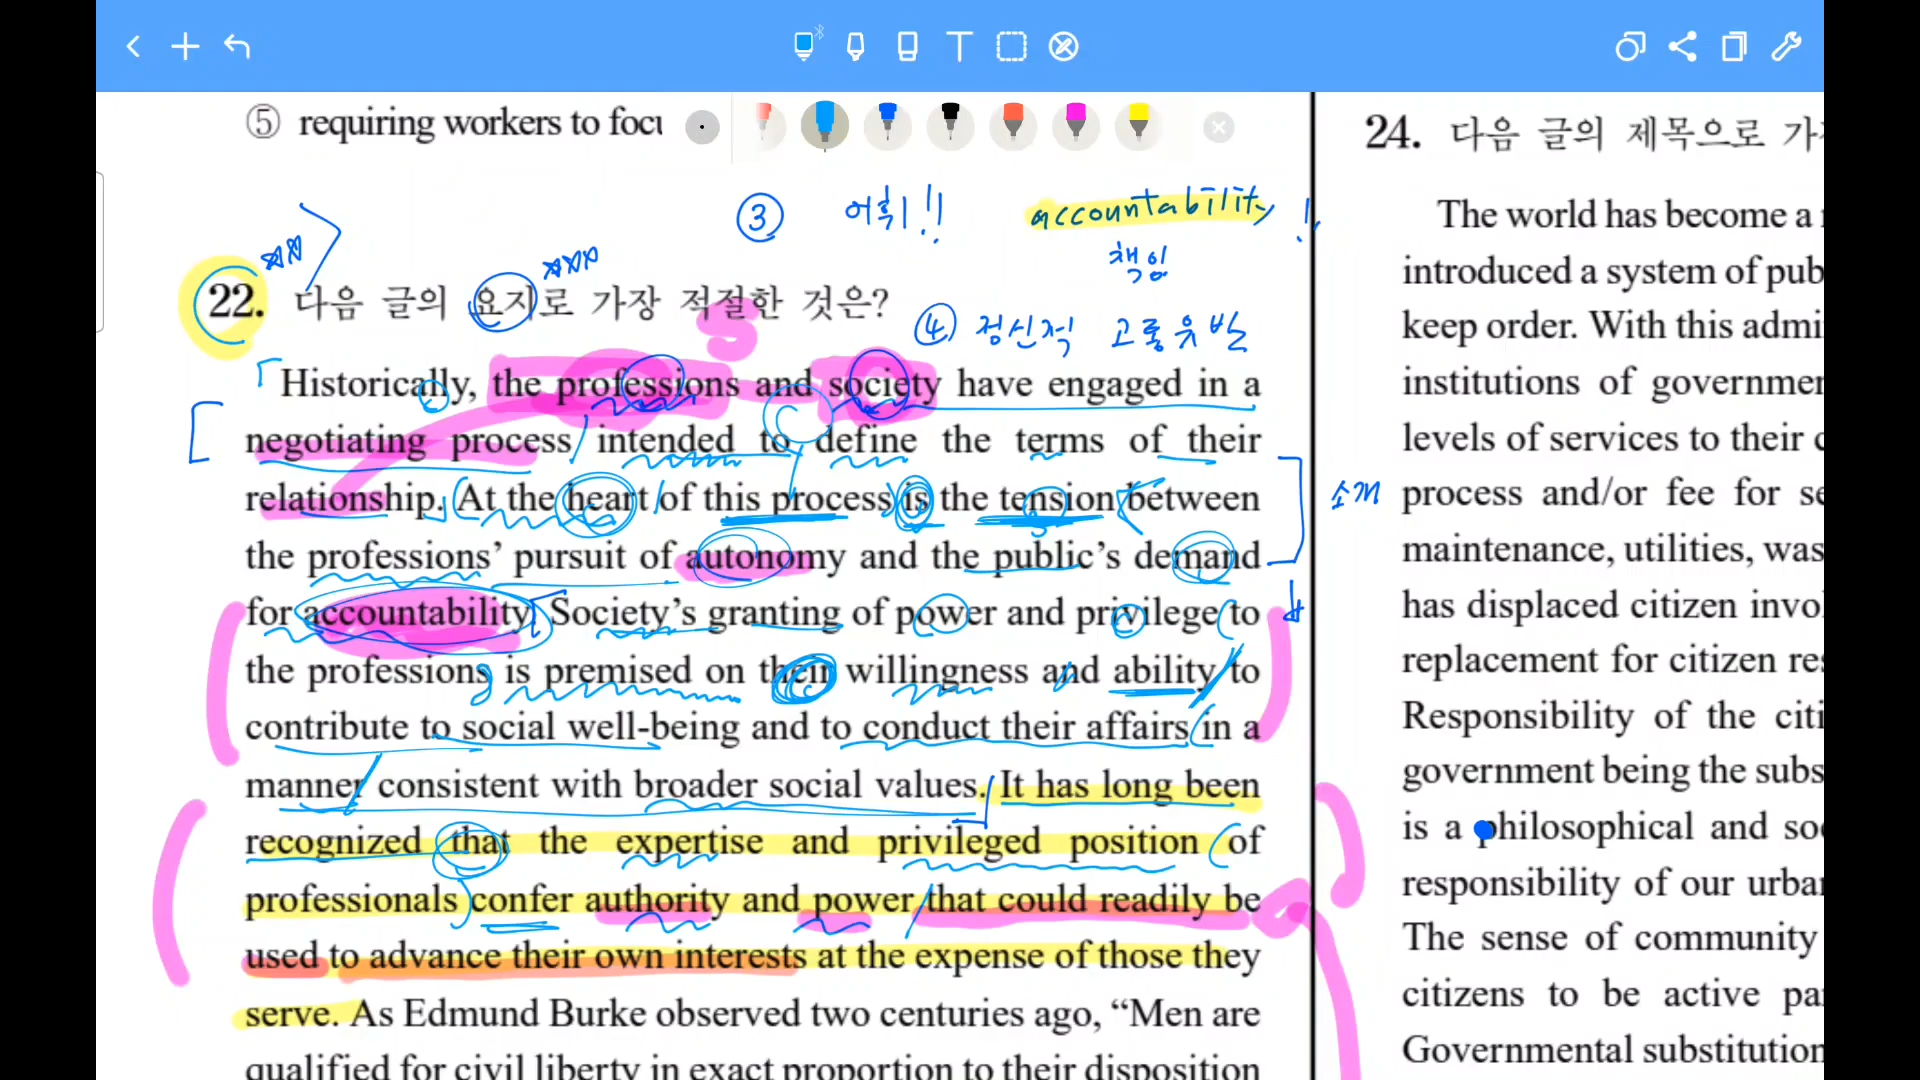 ⑤ requiring workers to focu
③ 어휘!! accountability !!
책임
22. 다음 글의 요지로 가장 적절한 것은?
④ 정신적 고통 유발
Historically, the professions and society have engaged in a
negotiating process intended to define the terms of their
relationship. At the heart of this process is the tension between
the professions’ pursuit of autonomy and the public’s demand
for accountability. Society’s granting of power and privilege to
the professions is premised on their willingness and ability to
contribute to social well-being and to conduct their affairs in a
manner consistent with broader social values. It has long been
recognized that the expertise and privileged position of
professionals confer authority and power that could readily be
used to advance their own interests at the expense of those they
serve. As Edmund Burke observed two centuries ago, “Men are
qualified for civil liberty in exact proportion to their disposition
소개
24. 다음 글의 제목으로 가
The world has become a
introduced a system of pub
keep order. With this admi
institutions of governmen
levels of services to their c
process and/or fee for se
maintenance, utilities, was
has displaced citizen invo
replacement for citizen res
Responsibility of the citi
government being the subs
is a philosophical and so
responsibility of our urba
The sense of community
citizens to be active pa
Governmental substitution